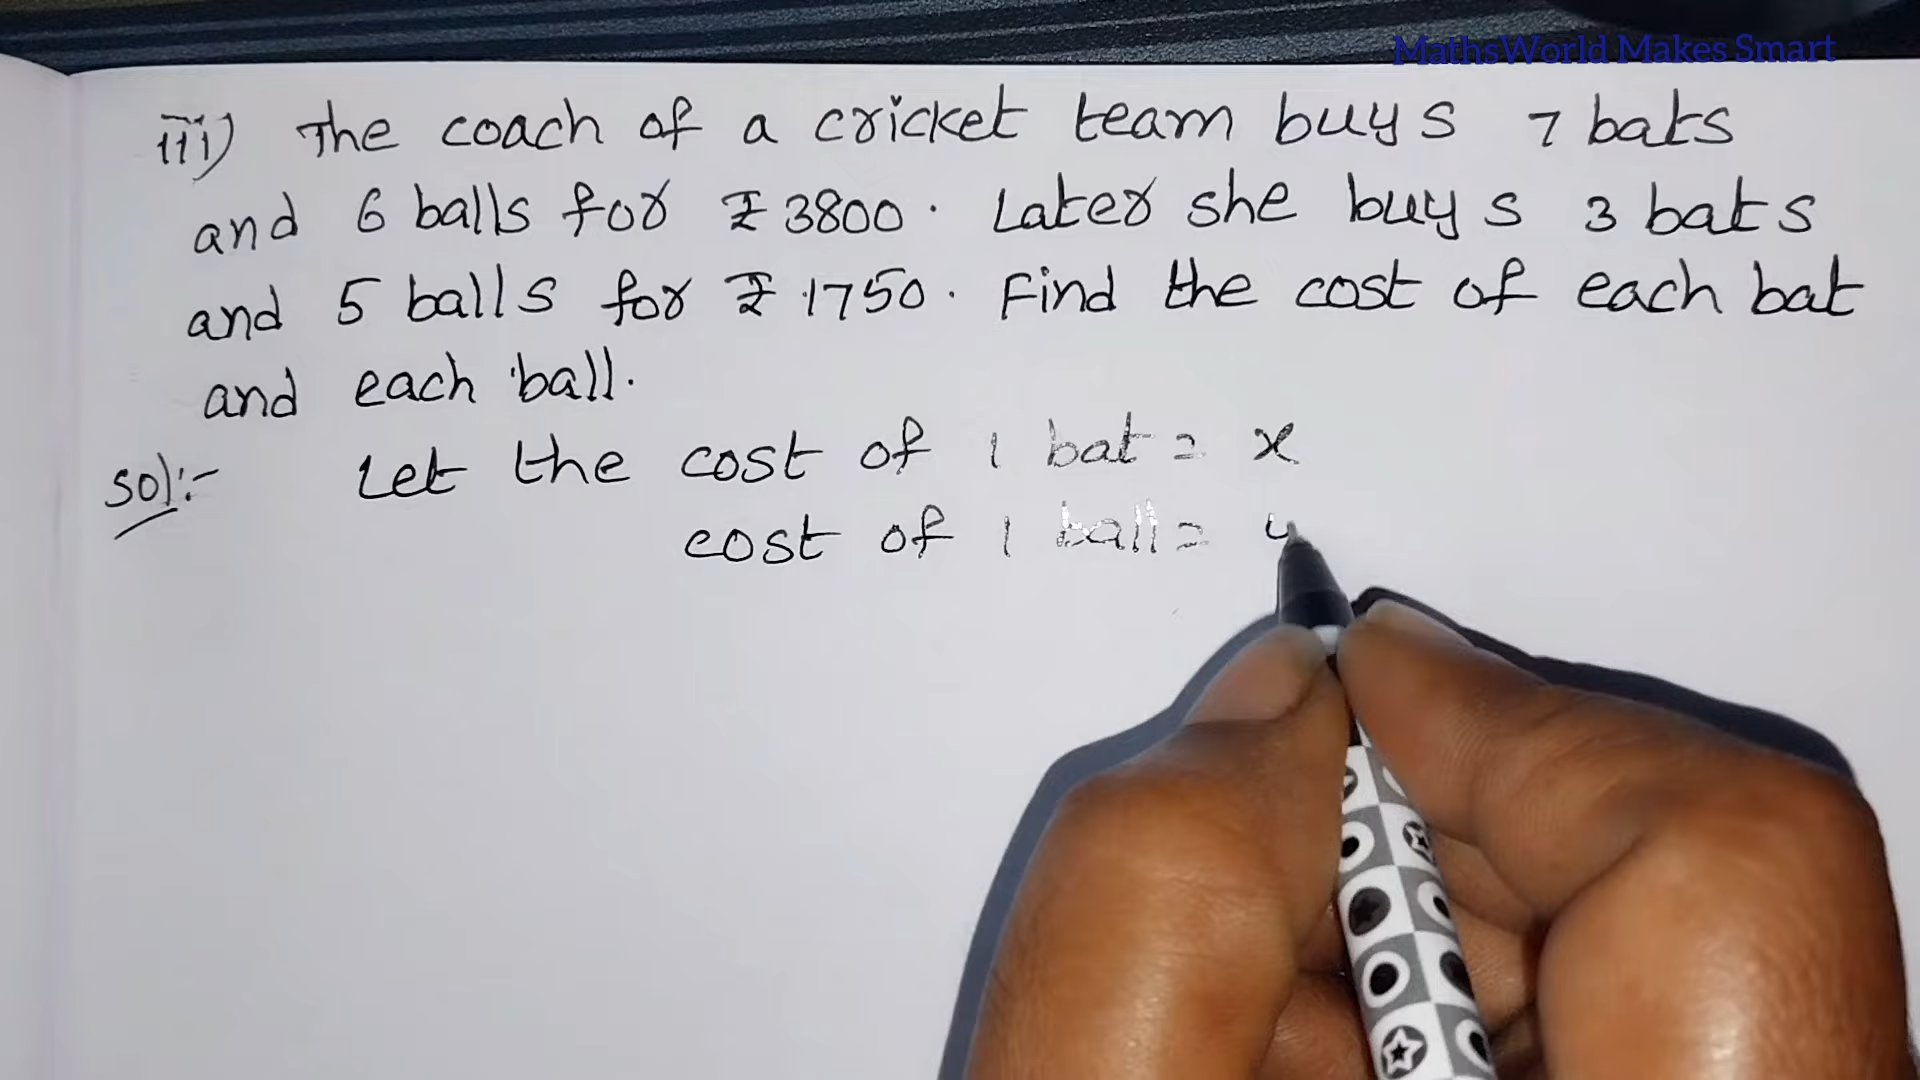 MathsWorld Makes Smart
iii) The coach of a cricket team buys 7 bats
and 6 balls for ₹ 3800. Later she buys 3 bats
and 5 balls for ₹ 1750. Find the cost of each bat
and each ball.
Sol:- Let the cost of 1 bat = x
cost of 1 ball = y